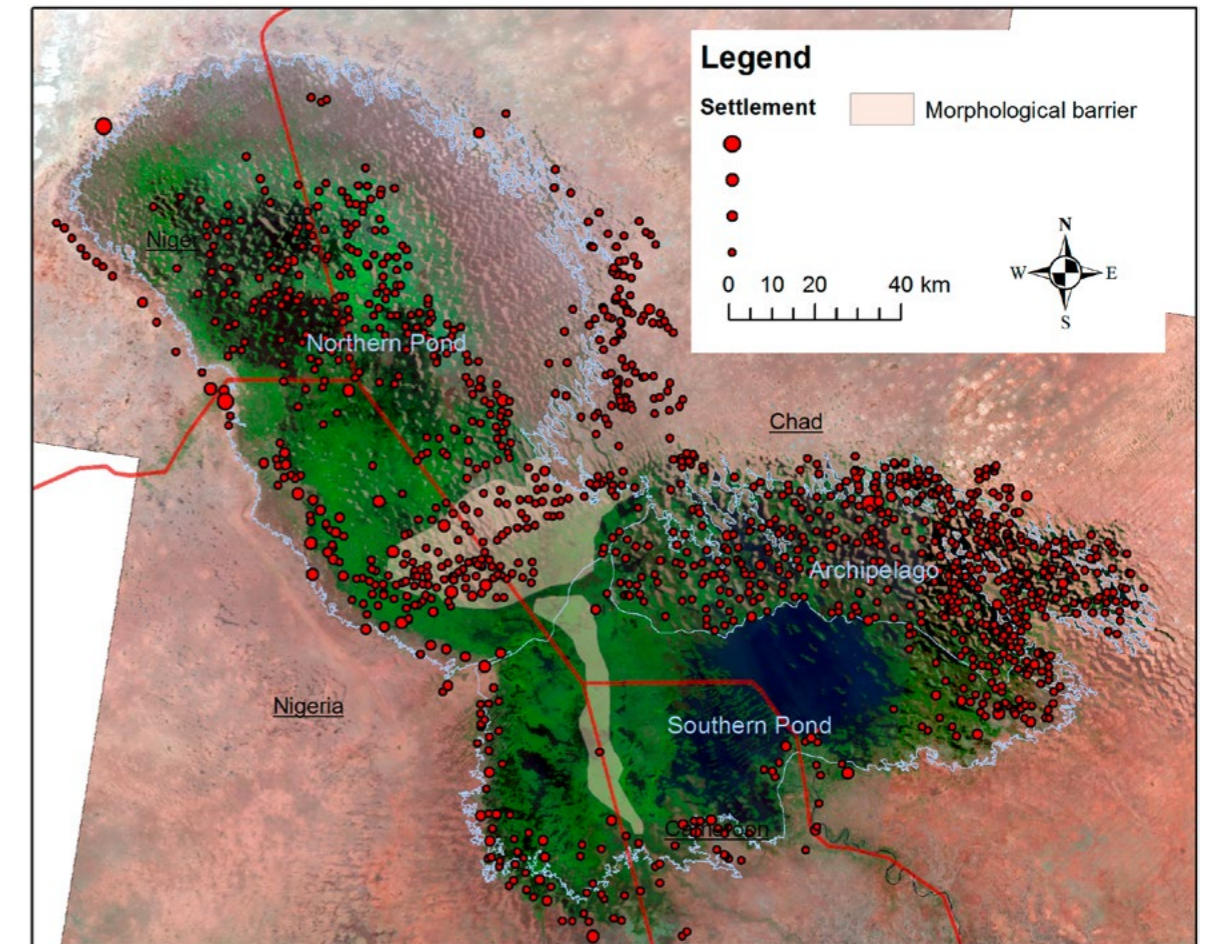 Legend
Settlement
Morphological barrier
N
W E
S
0 10 20 40 km
Niger
Northern Pond
Chad
Archipelago
Nigeria
Southern Pond
Cameroon